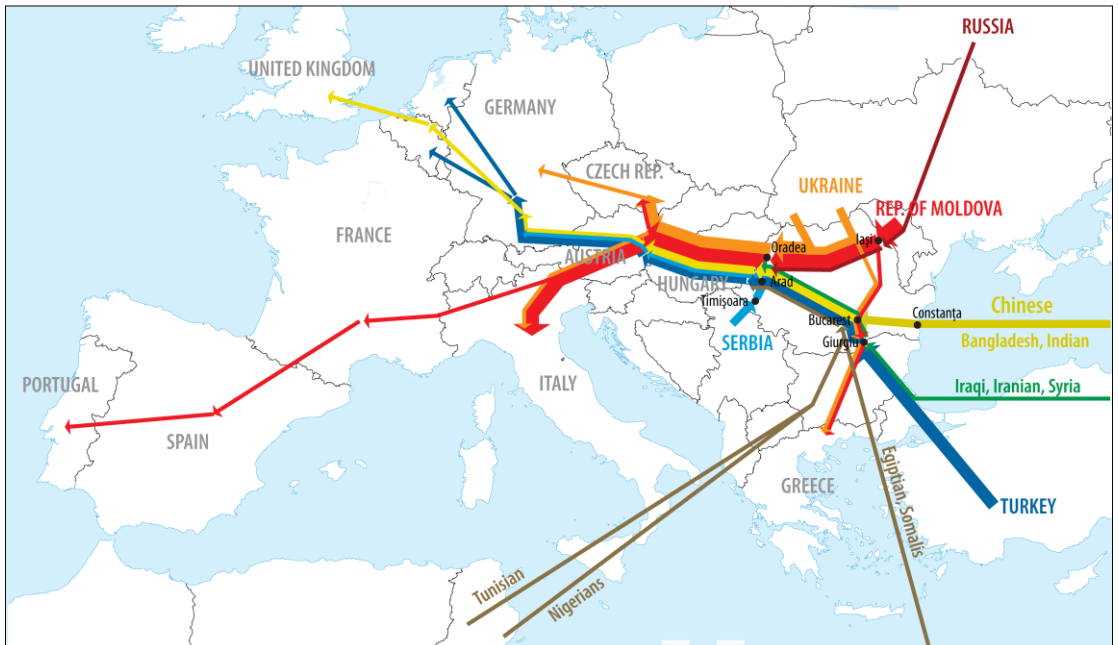 RUSSIA
UNITED KINGDOM
GERMANY
CZECH REP.
UKRAINE
REP. OF MOLDOVA
FRANCE
Iași
Oradea
AUSTRIA
HUNGARY
Arad
Timișoara
Chinese
Constanța
Bucarest
Bangladesh, Indian
SERBIA
Giurgiu
PORTUGAL
ITALY
Iraqi, Iranian, Syria
SPAIN
GREECE
Egiptian, Somalis
TURKEY
Tunisian
Nigerians